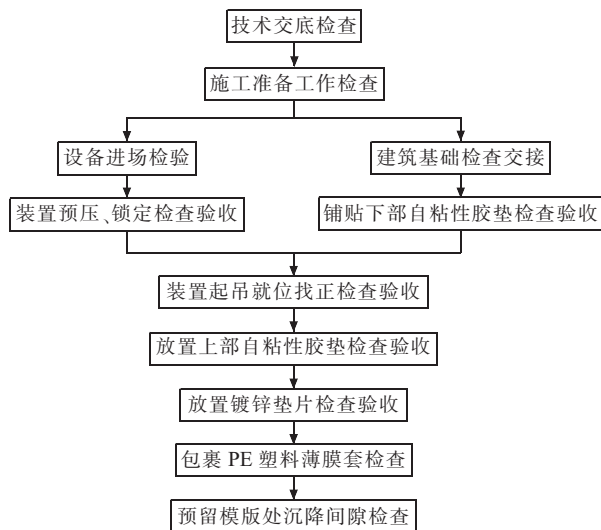 技术交底检查
施工准备工作检查
设备进场检验
建筑基础检查交接
装置预压、锁定检查验收
铺贴下部自粘性胶垫检查验收
装置起吊就位找正检查验收
放置上部自粘性胶垫检查验收
放置镀锌垫片检查验收
包裹 PE 塑料薄膜套检查
预留模版处沉降间隙检查